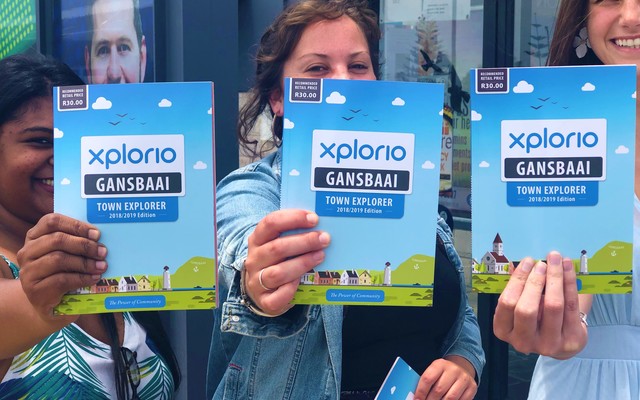 RECOMMENDED
RETAIL PRICE
R30.00
xplorio
GANSBAAI
TOWN EXPLORER
2018/2019 Edition
The Power of Community
RECOMMENDED
RETAIL PRICE
R30.00
xplorio
GANSBAAI
TOWN EXPLORER
2018/2019 Edition
The Power of Community
RECOMMENDED
RETAIL PRICE
R30.00
xplorio
GANSBAAI
TOWN EXPLORER
2018/2019 Edition